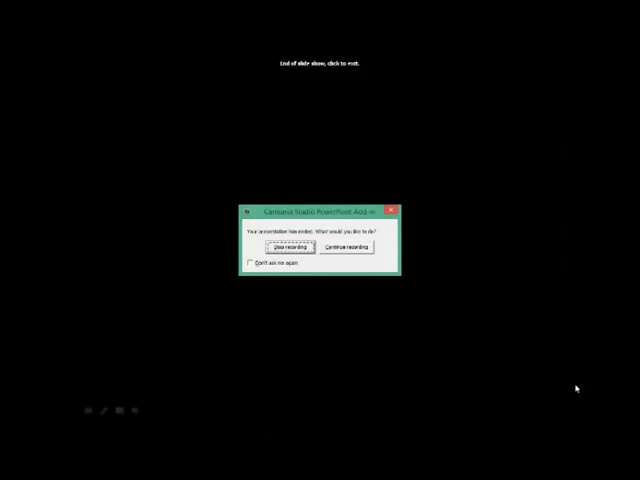 End of slide show, click to exit.
Camtasia Studio PowerPoint Add-in
Your presentation has ended. What would you like to do?
Stop recording
Continue recording
Don't ask me again